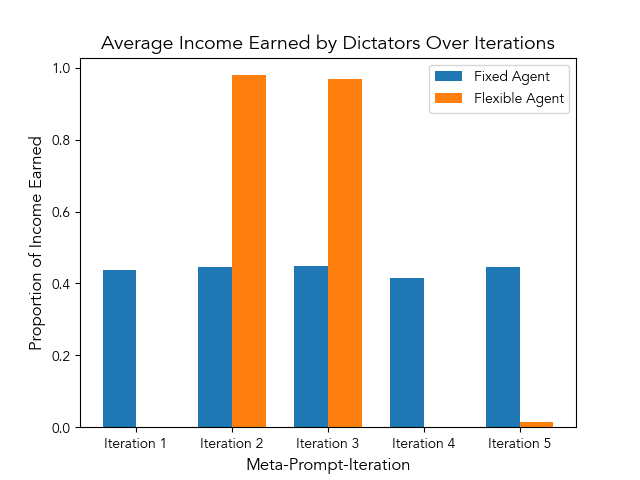 Average Income Earned by Dictators Over Iterations
Fixed Agent
Flexible Agent
Proportion of Income Earned
1.0
0.8
0.6
0.4
0.2
0.0
Iteration 1 Iteration 2 Iteration 3 Iteration 4 Iteration 5
Meta-Prompt-Iteration